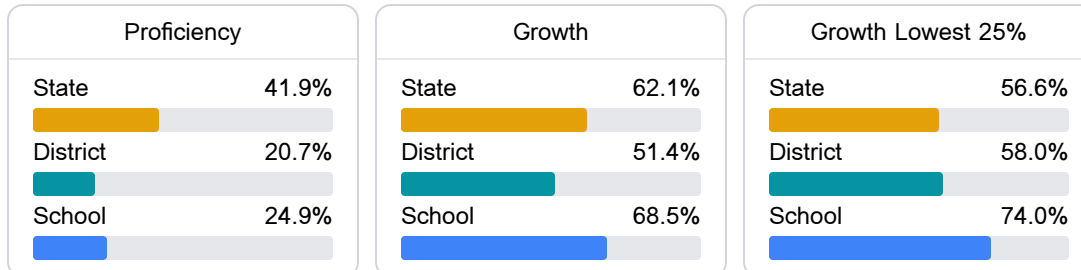 Proficiency
State 41.9%
District 20.7%
School 24.9%
Growth
State 62.1%
District 51.4%
School 68.5%
Growth Lowest 25%
State 56.6%
District 58.0%
School 74.0%